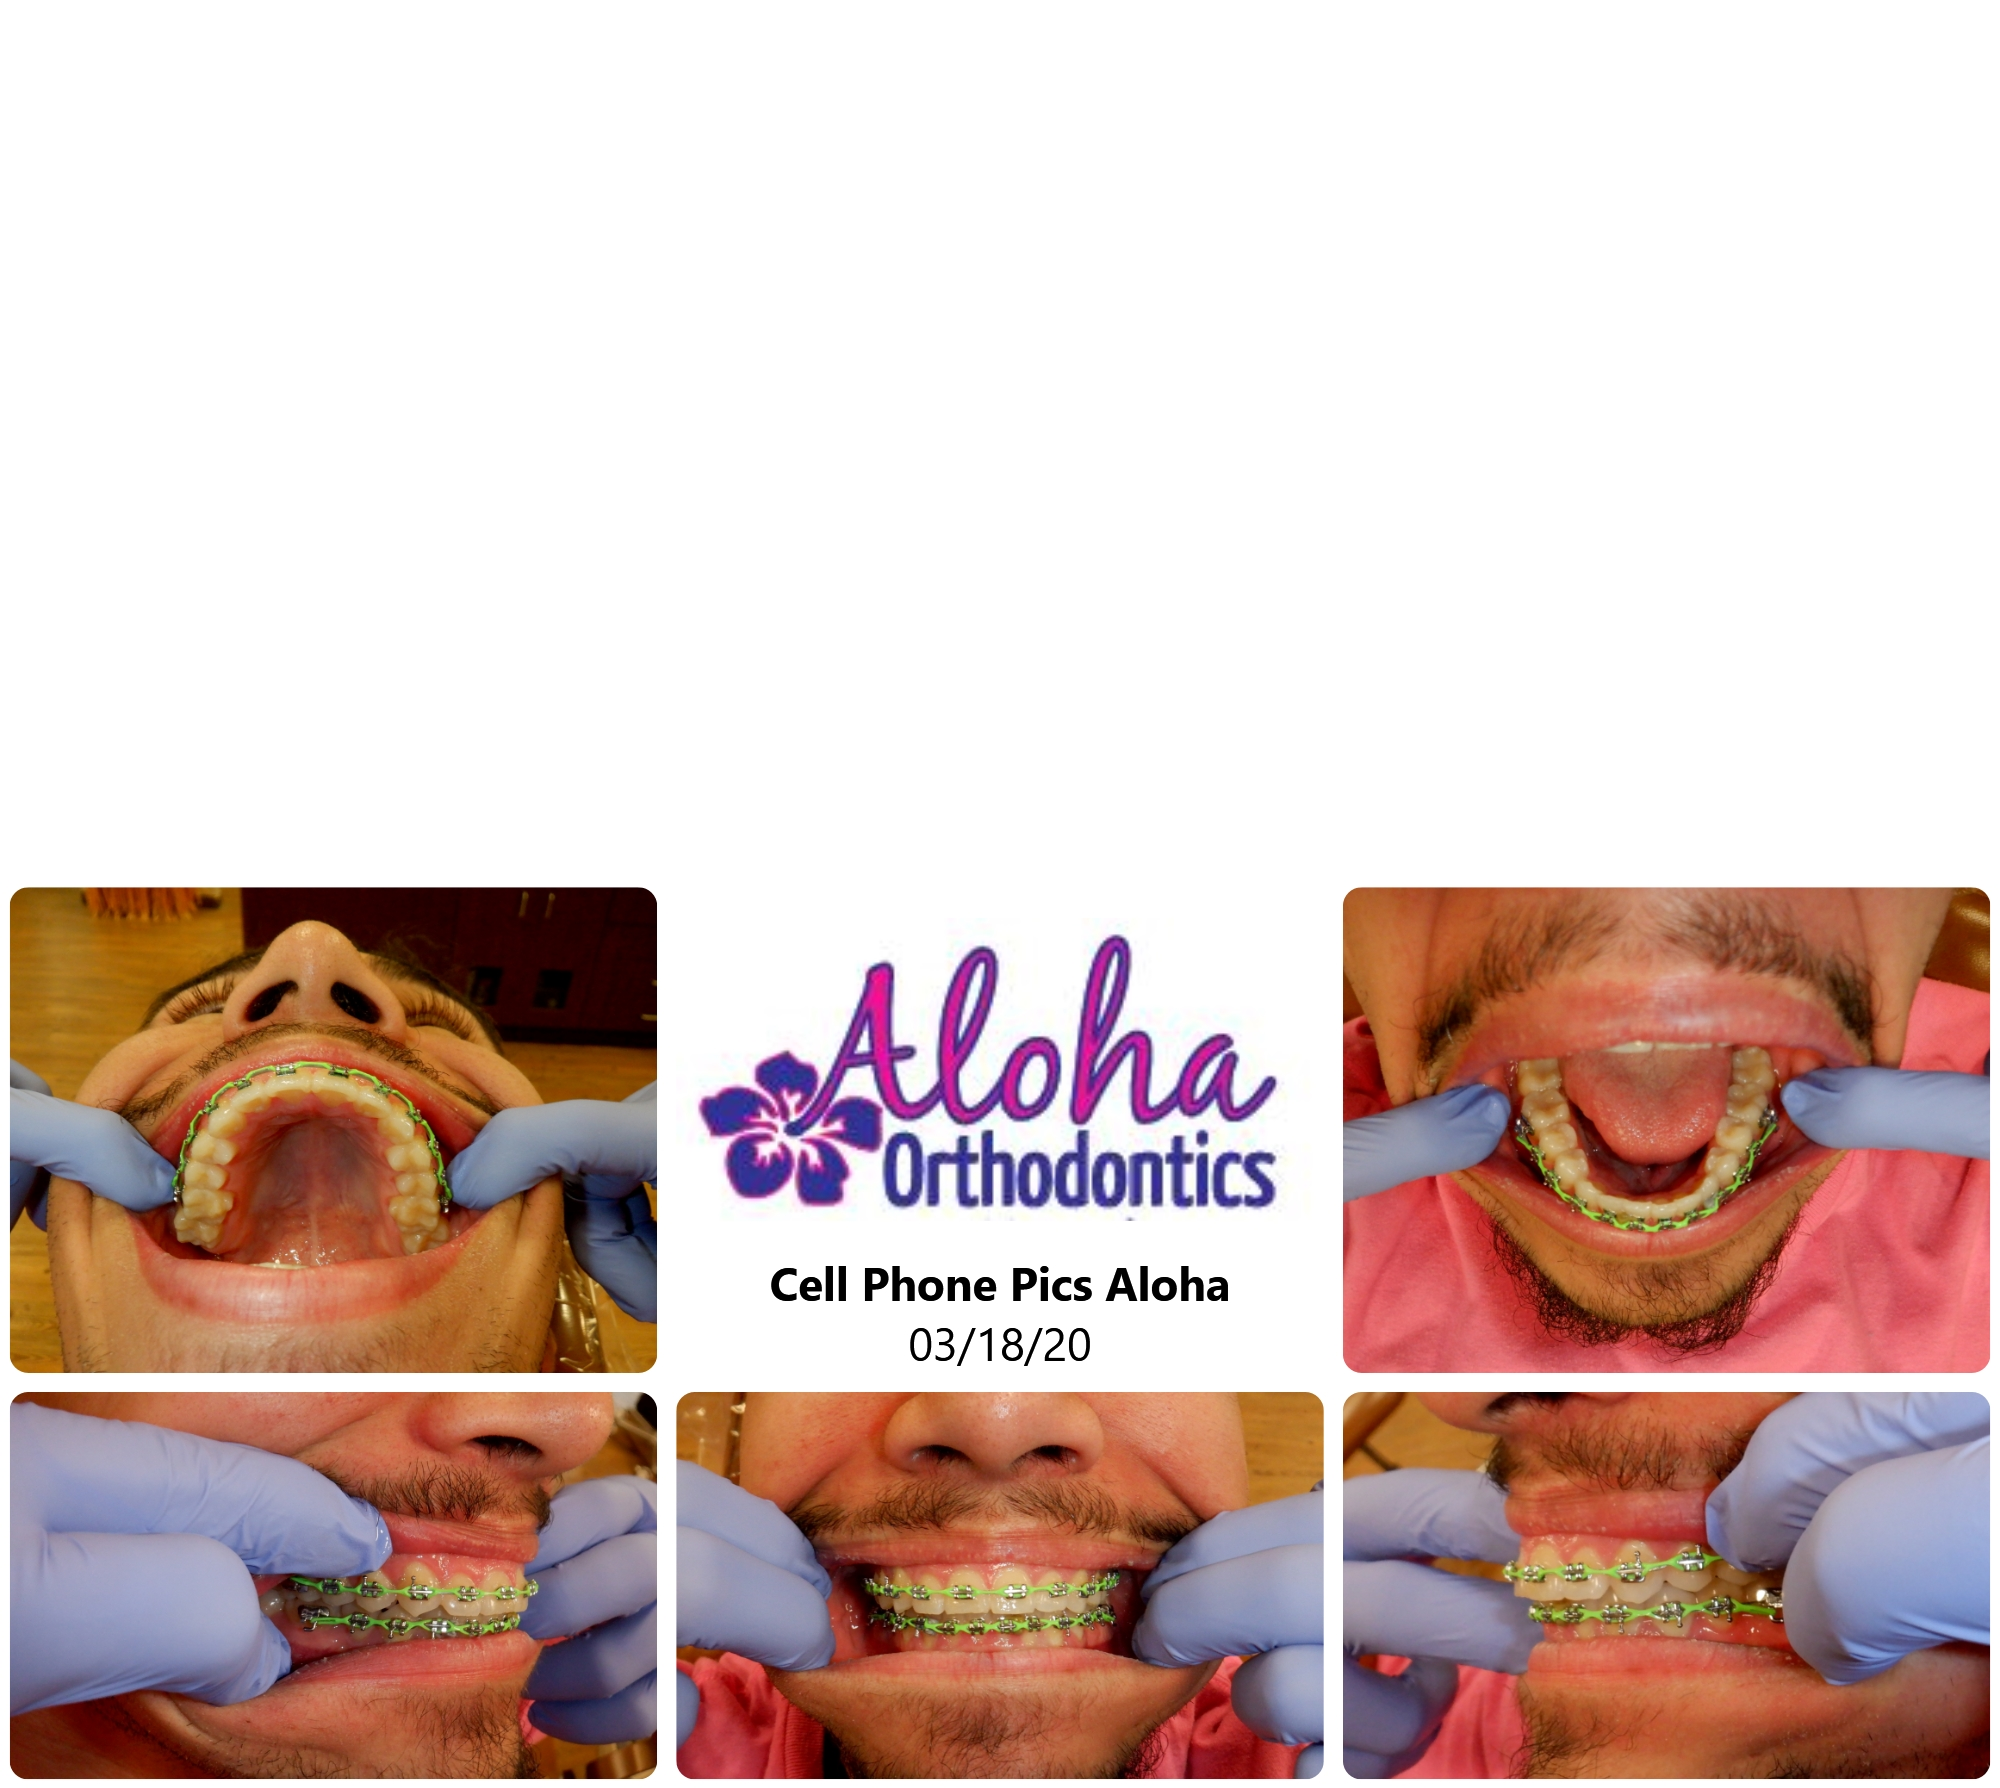 Aloha
Orthodontics
Cell Phone Pics Aloha
03/18/20